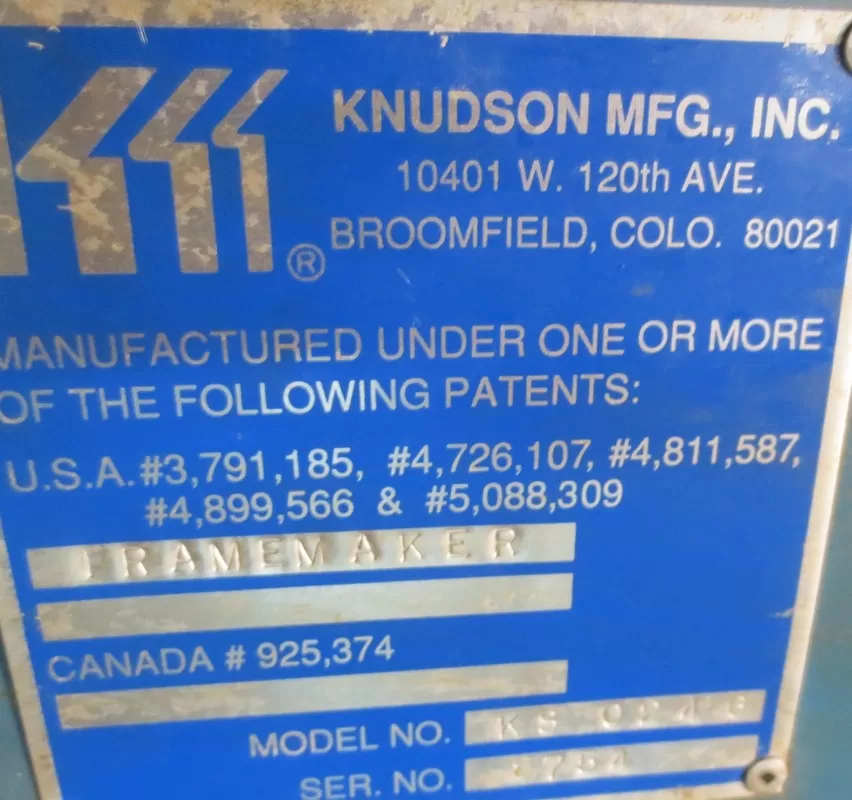 KNUDSON MFG., INC.
10401 W. 120th AVE.
BROOMFIELD, COLO. 80021
®
MANUFACTURED UNDER ONE OR MORE
OF THE FOLLOWING PATENTS:
U.S.A. #3,791,185, #4,726,107, #4,811,587,
#4,899,566 & #5,088,309
FRAMEMAKER
CANADA # 925,374
MODEL NO. KS
SER. NO.